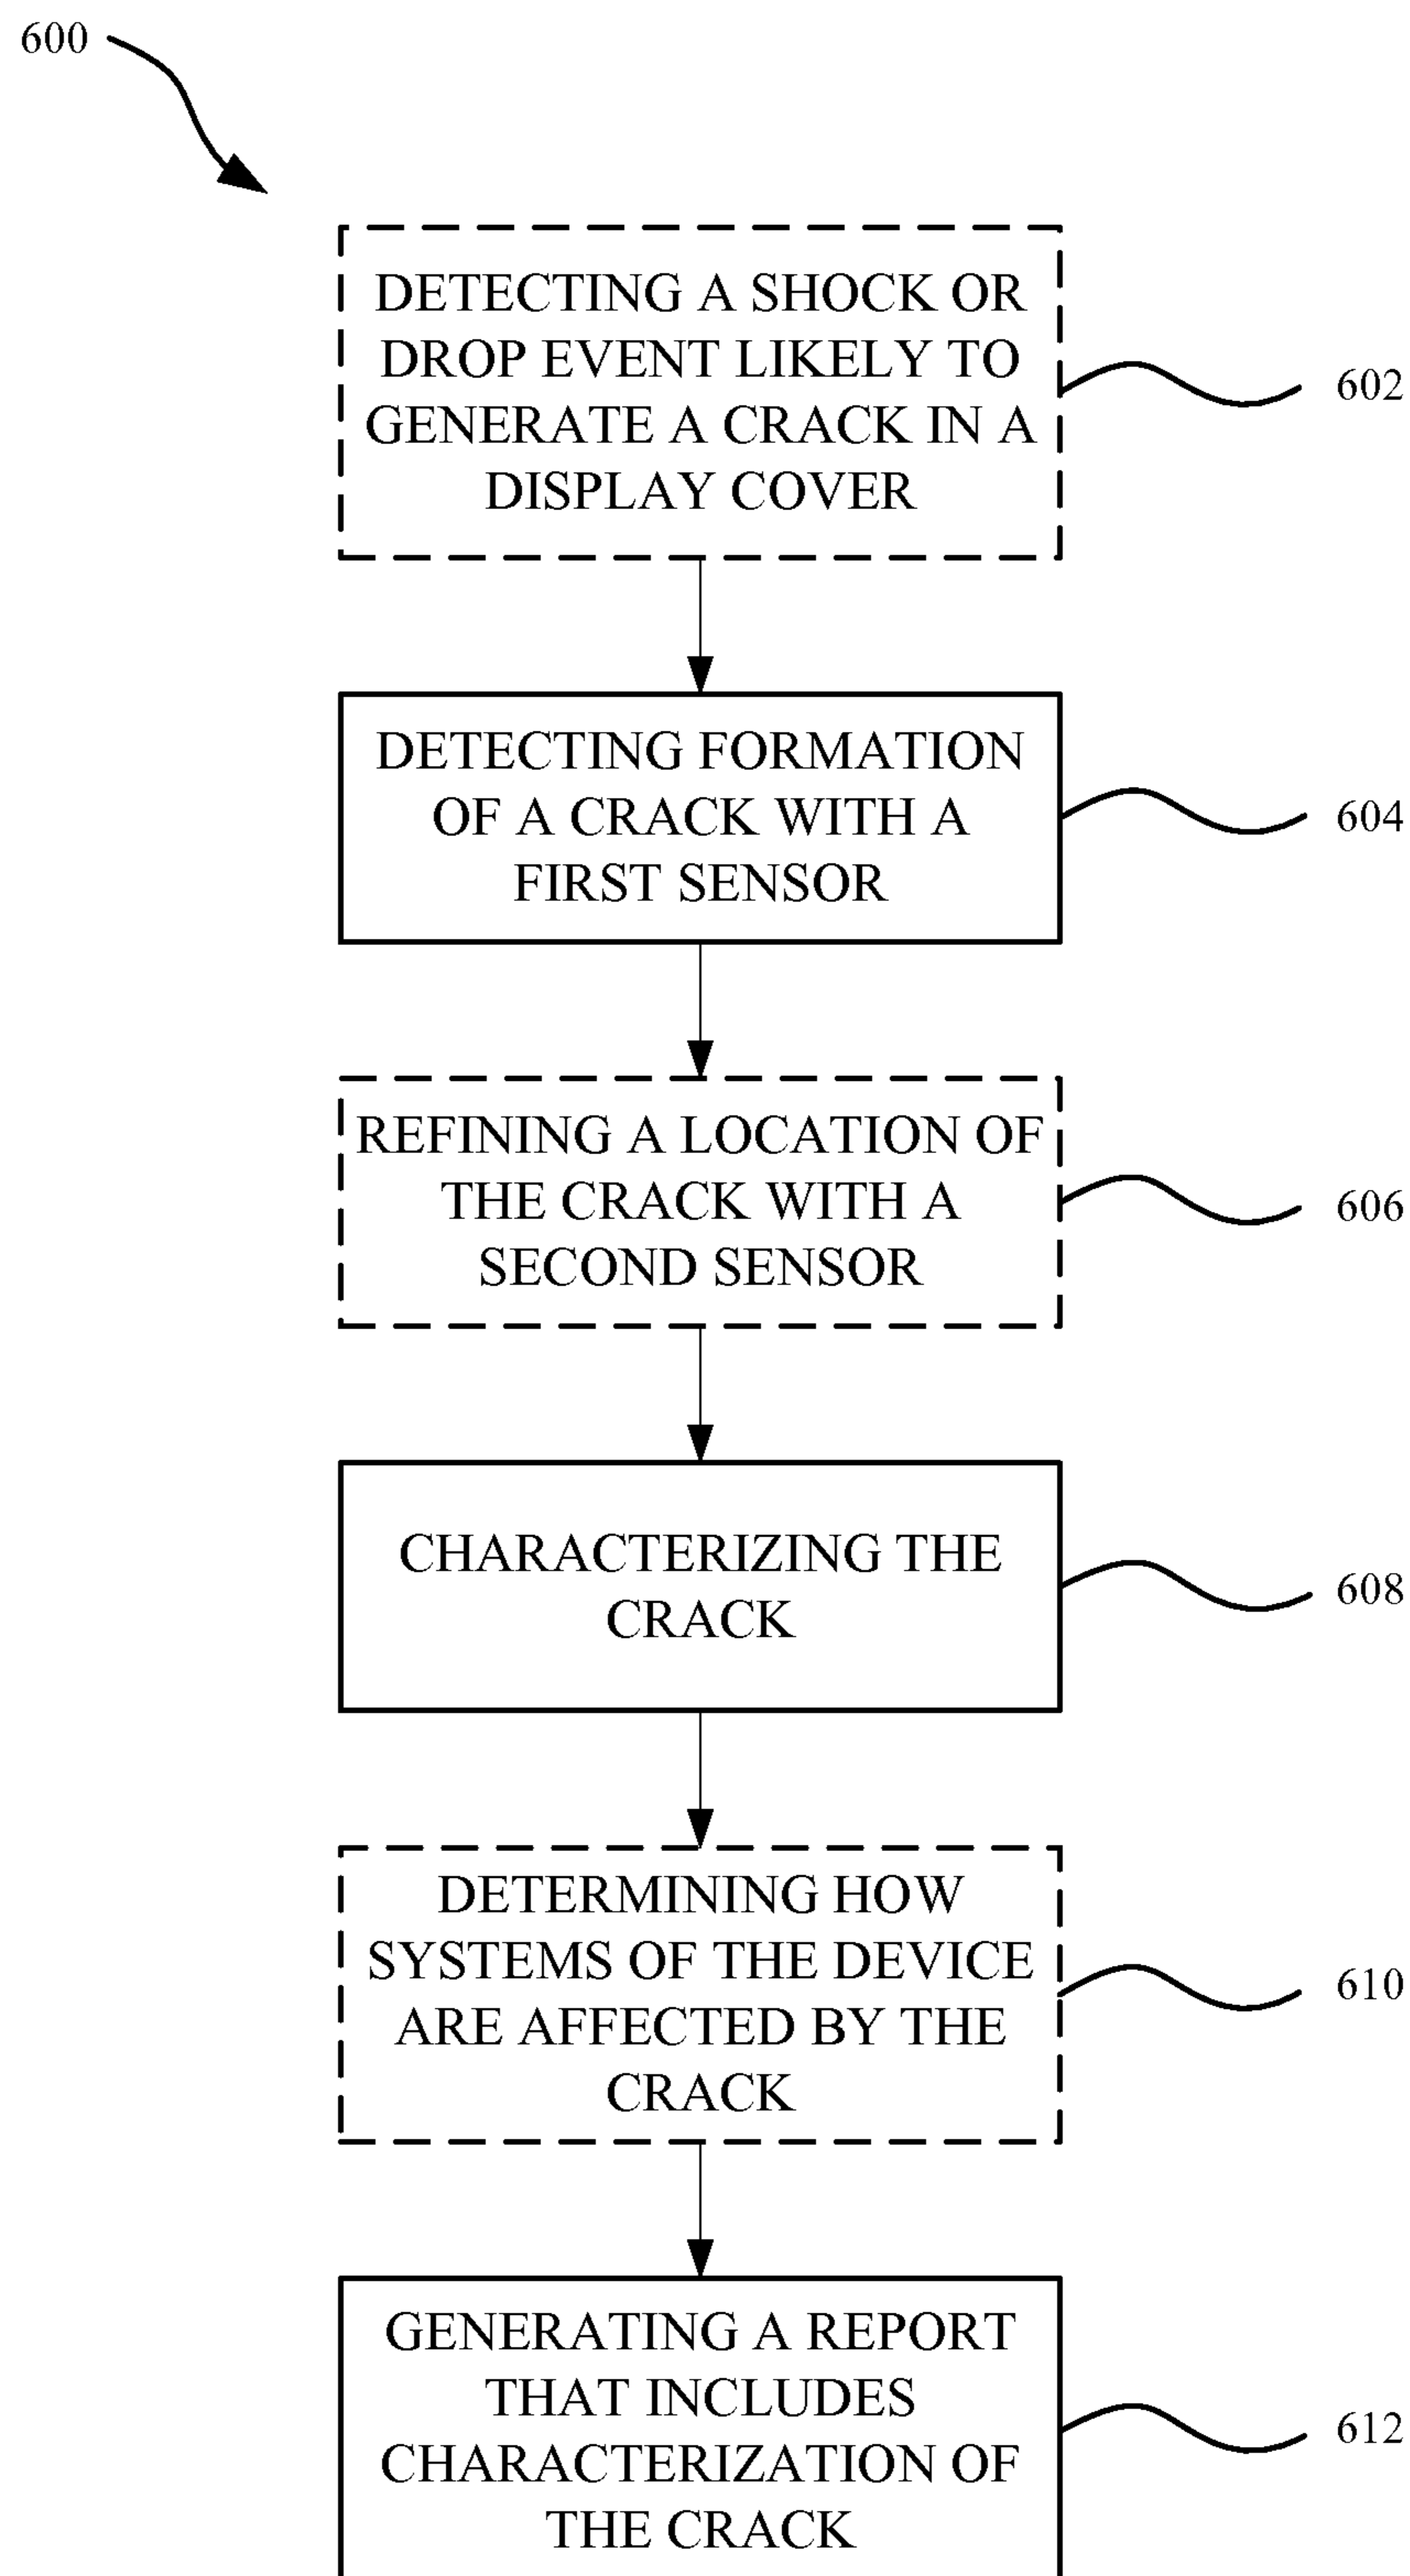 600
DETECTING A SHOCK OR
DROP EVENT LIKELY TO
GENERATE A CRACK IN A
DISPLAY COVER
602
DETECTING FORMATION
OF A CRACK WITH A
FIRST SENSOR
604
REFINING A LOCATION OF
THE CRACK WITH A
SECOND SENSOR
606
CHARACTERIZING THE
CRACK
608
DETERMINING HOW
SYSTEMS OF THE DEVICE
ARE AFFECTED BY THE
CRACK
610
GENERATING A REPORT
THAT INCLUDES
CHARACTERIZATION OF
THE CRACK
612